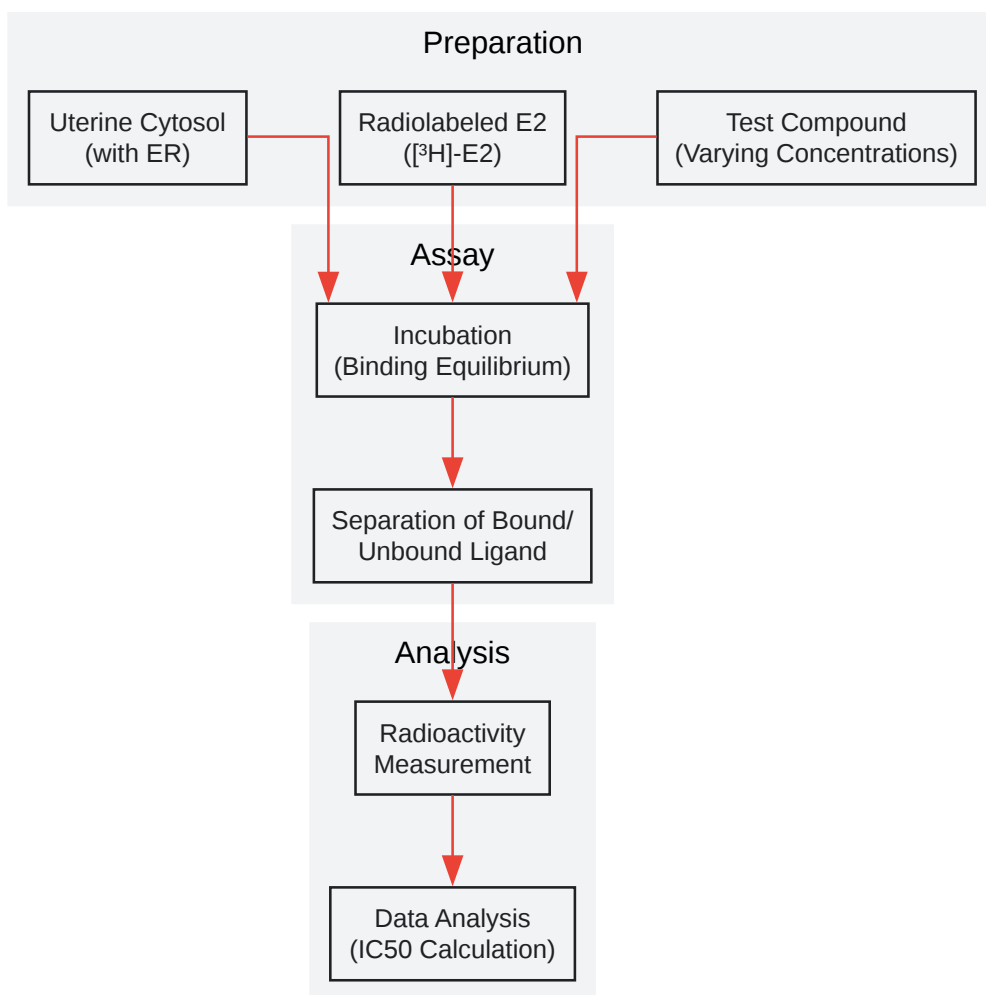 Preparation
Uterine Cytosol
(with ER)
Radiolabeled E2
([³H]-E2)
Test Compound
(Varying Concentrations)
Assay
Incubation
(Binding Equilibrium)
Separation of Bound/
Unbound Ligand
Analysis
Radioactivity
Measurement
Data Analysis
(IC50 Calculation)